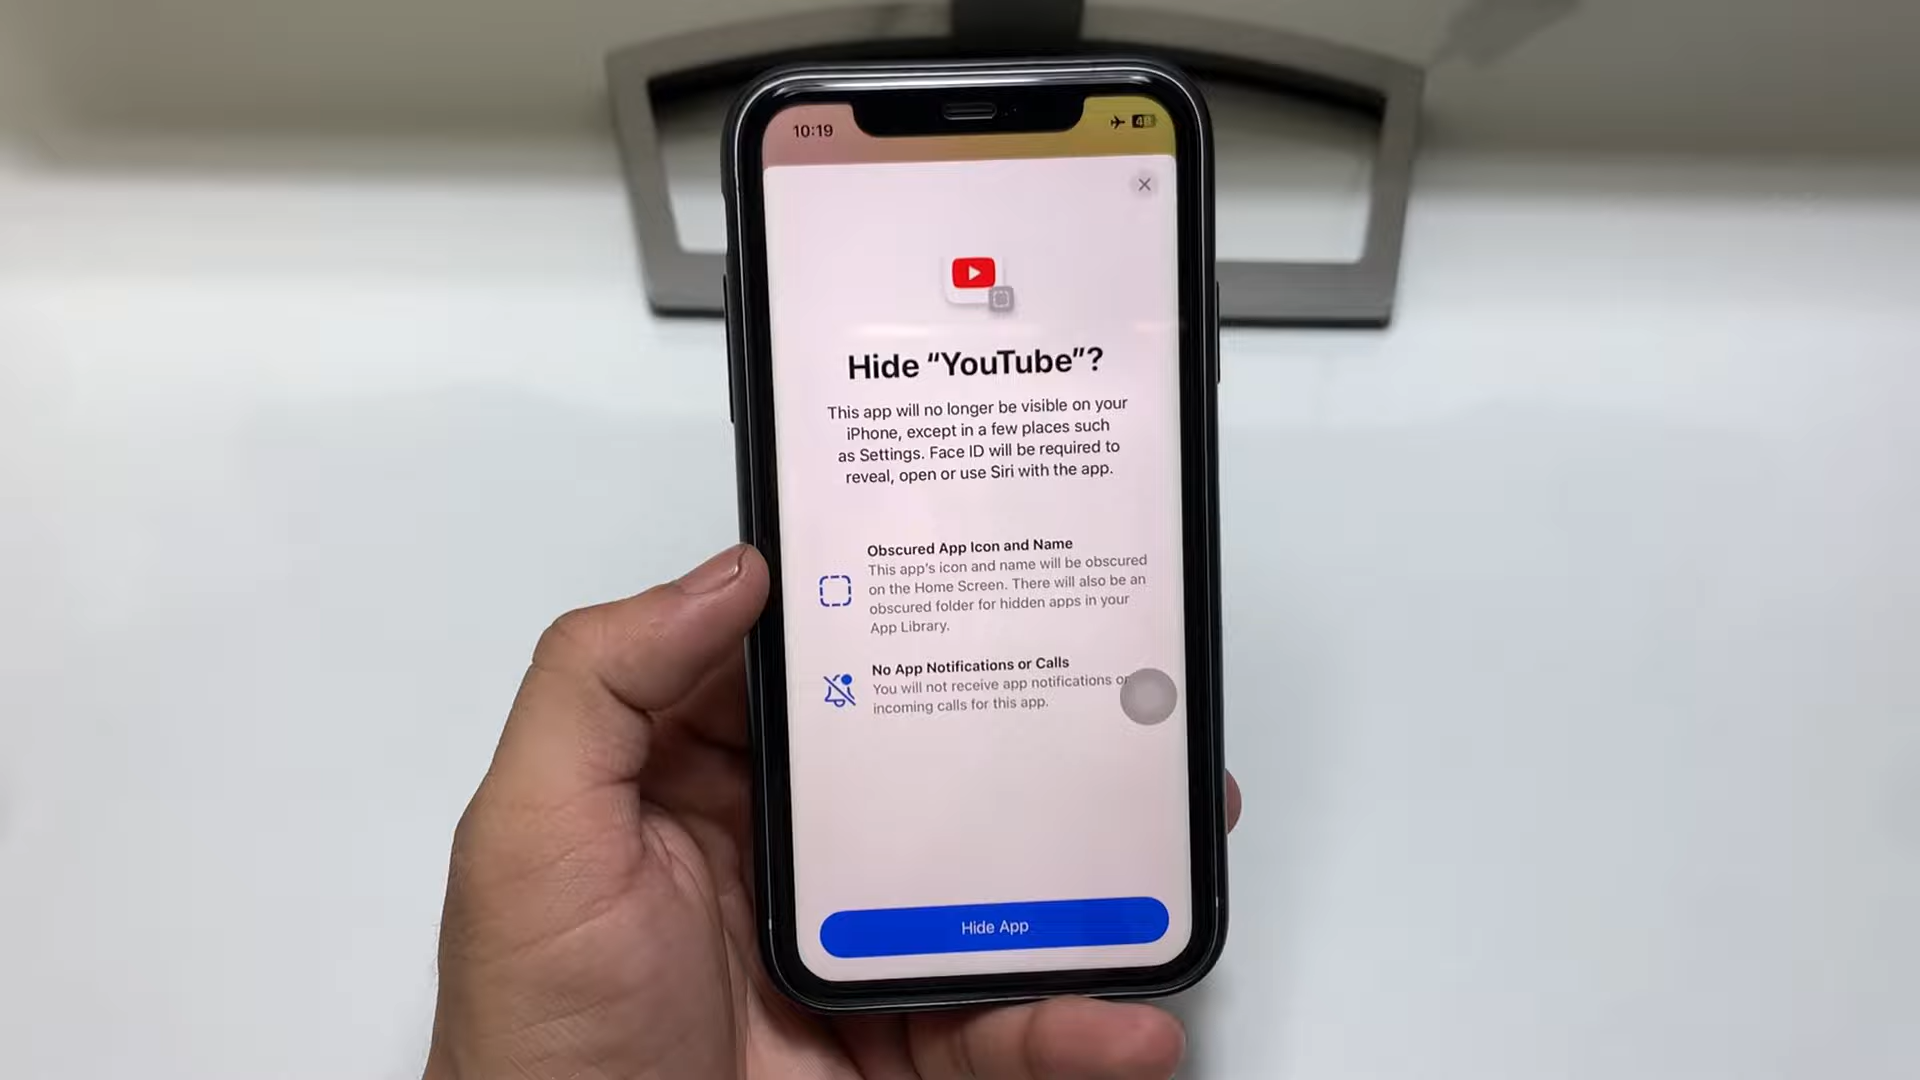 10:19
48
Hide “YouTube”?
This app will no longer be visible on your
iPhone, except in a few places such
as Settings. Face ID will be required to
reveal, open or use Siri with the app.
Obscured App Icon and Name
This app's icon and name will be obscured
on the Home Screen. There will also be an
obscured folder for hidden apps in your
App Library.
No App Notifications or Calls
You will not receive app notifications or
incoming calls for this app.
Hide App